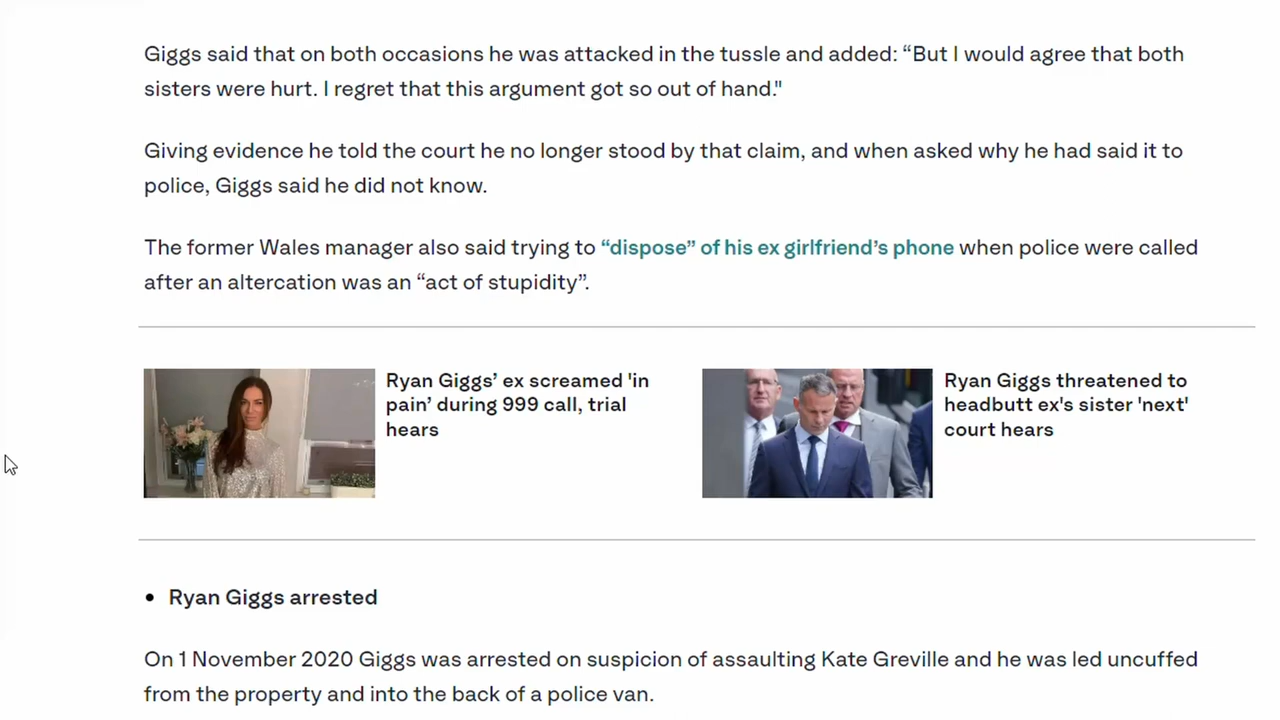 Giggs said that on both occasions he was attacked in the tussle and added: “But I would agree that both
sisters were hurt. I regret that this argument got so out of hand."
Giving evidence he told the court he no longer stood by that claim, and when asked why he had said it to
police, Giggs said he did not know.
The former Wales manager also said trying to “dispose” of his ex girlfriend’s phone when police were called
after an altercation was an “act of stupidity”.
Ryan Giggs’ ex screamed 'in
pain’ during 999 call, trial
hears
Ryan Giggs threatened to
headbutt ex's sister 'next'
court hears
• Ryan Giggs arrested
On 1 November 2020 Giggs was arrested on suspicion of assaulting Kate Greville and he was led uncuffed
from the property and into the back of a police van.